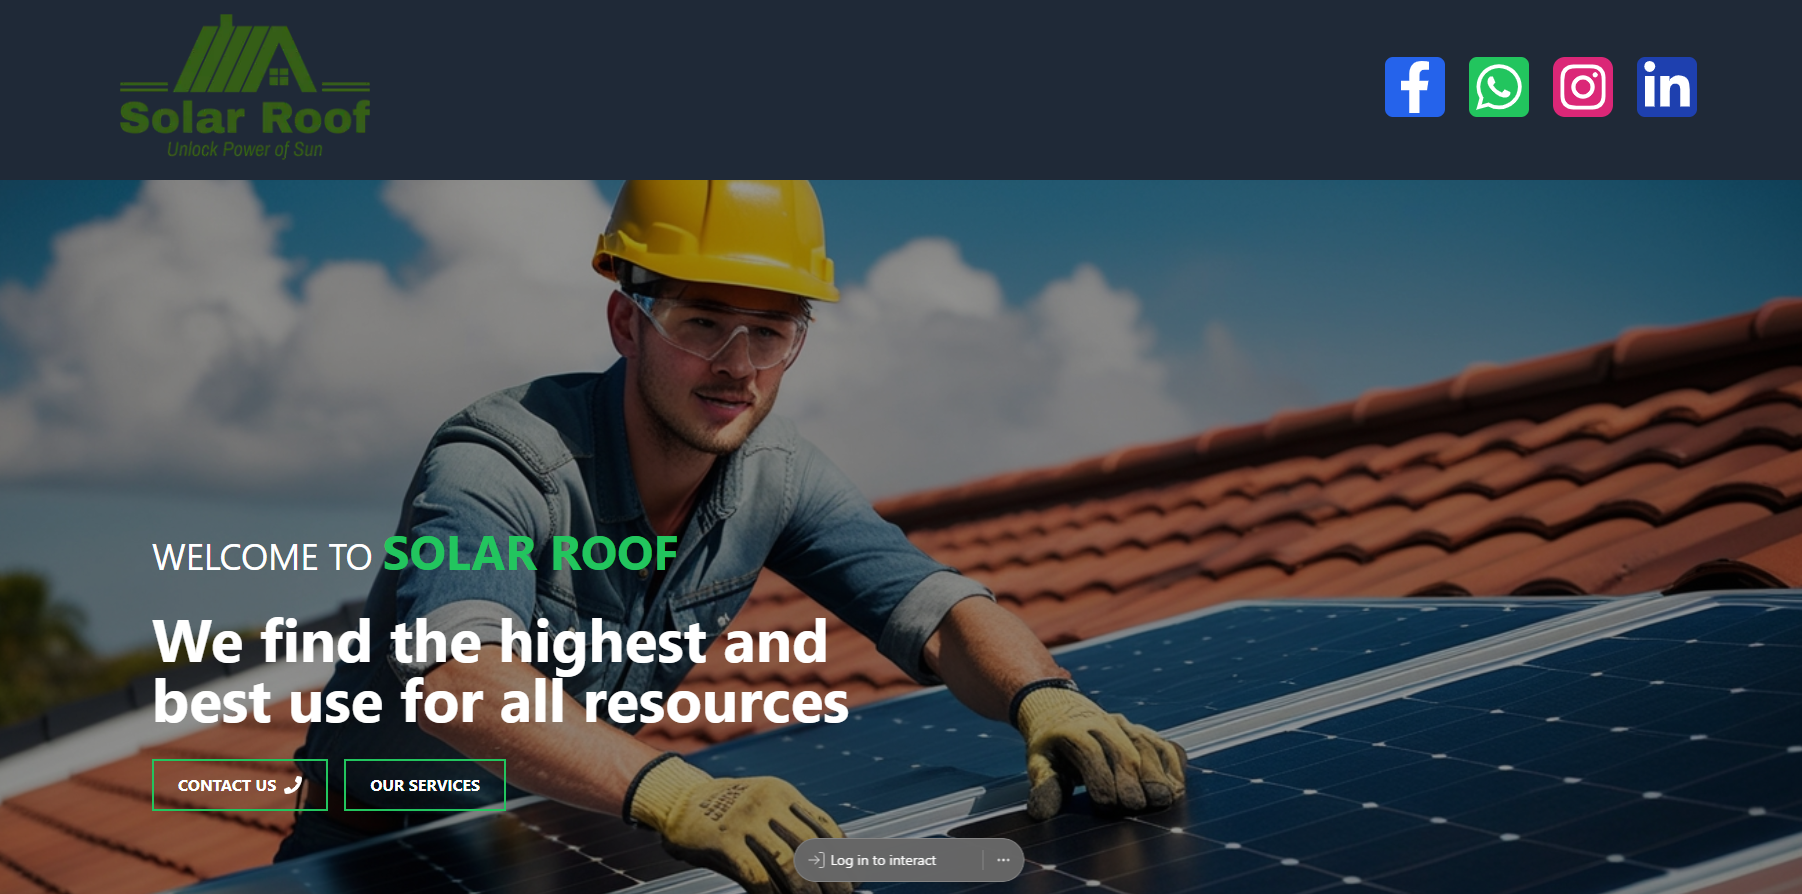 Solar Roof
Unlock Power of Sun
WELCOME TO SOLAR ROOF
We find the highest and
best use for all resources
CONTACT US
OUR SERVICES
Log in to interact